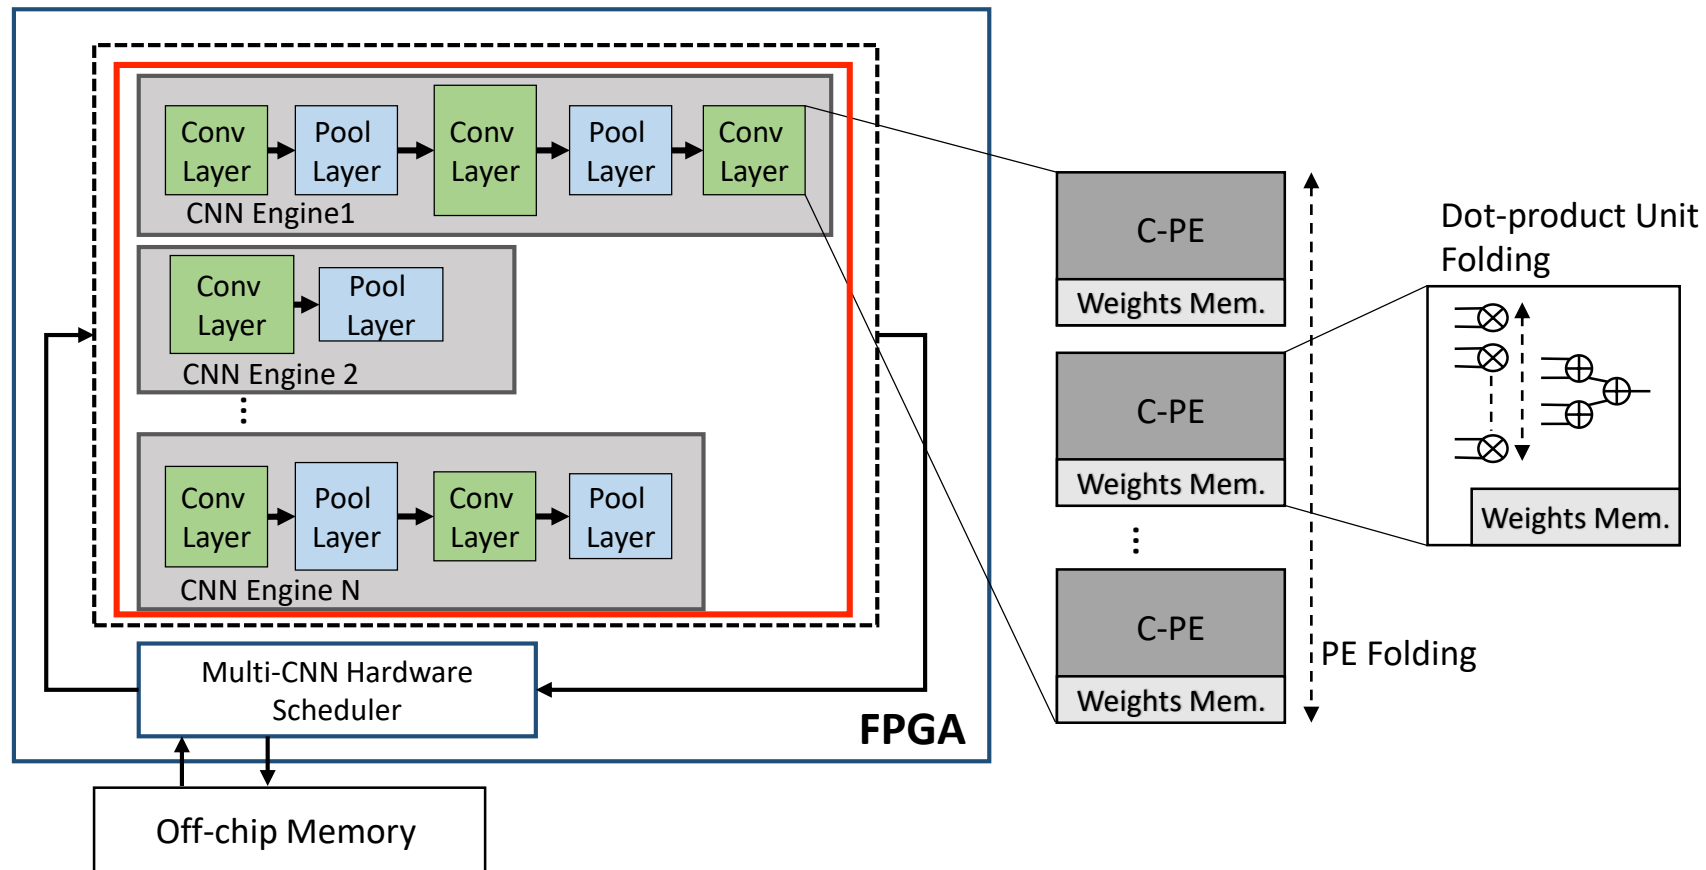 Conv
Layer
Pool
Layer
Conv
Layer
Pool
Layer
Conv
Layer
CNN Engine1
Conv
Layer
Pool
Layer
CNN Engine 2
⋮
Conv
Layer
Pool
Layer
Conv
Layer
Pool
Layer
CNN Engine N
Multi-CNN Hardware
Scheduler
FPGA
Off-chip Memory
C-PE
Weights Mem.
C-PE
Weights Mem.
⋮
C-PE
Weights Mem.
PE Folding
Dot-product Unit
Folding
Weights Mem.